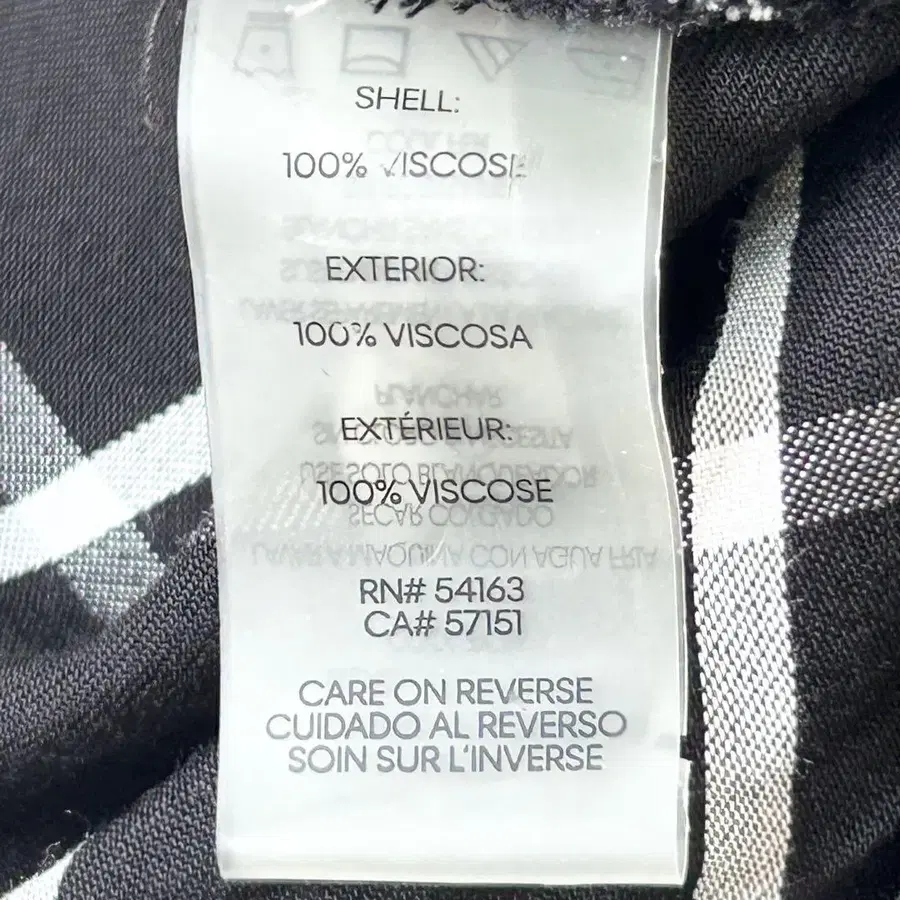 SHELL:
100% VISCOSE
EXTERIOR:
100% VISCOSA
EXTÉRIEUR:
100% VISCOSE
RN# 54163
CA# 57151
CARE ON REVERSE
CUIDADO AL REVERSO
SOIN SUR L'INVERSE